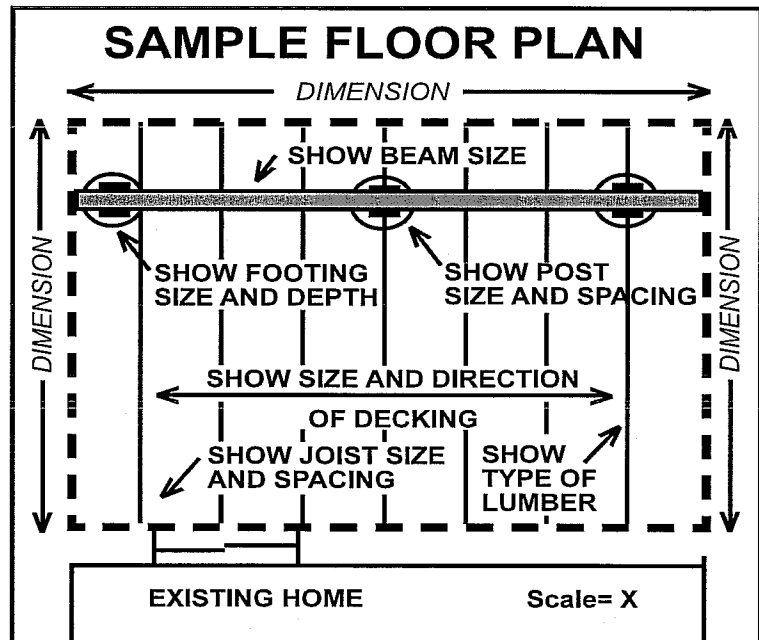 SAMPLE FLOOR PLAN
DIMENSION
SHOW BEAM SIZE
DIMENSION
DIMENSION
SHOW FOOTING
SIZE AND DEPTH
SHOW POST
SIZE AND SPACING
SHOW SIZE AND DIRECTION
OF DECKING
SHOW JOIST SIZE
AND SPACING
SHOW
TYPE OF
LUMBER
EXISTING HOME
Scale= X